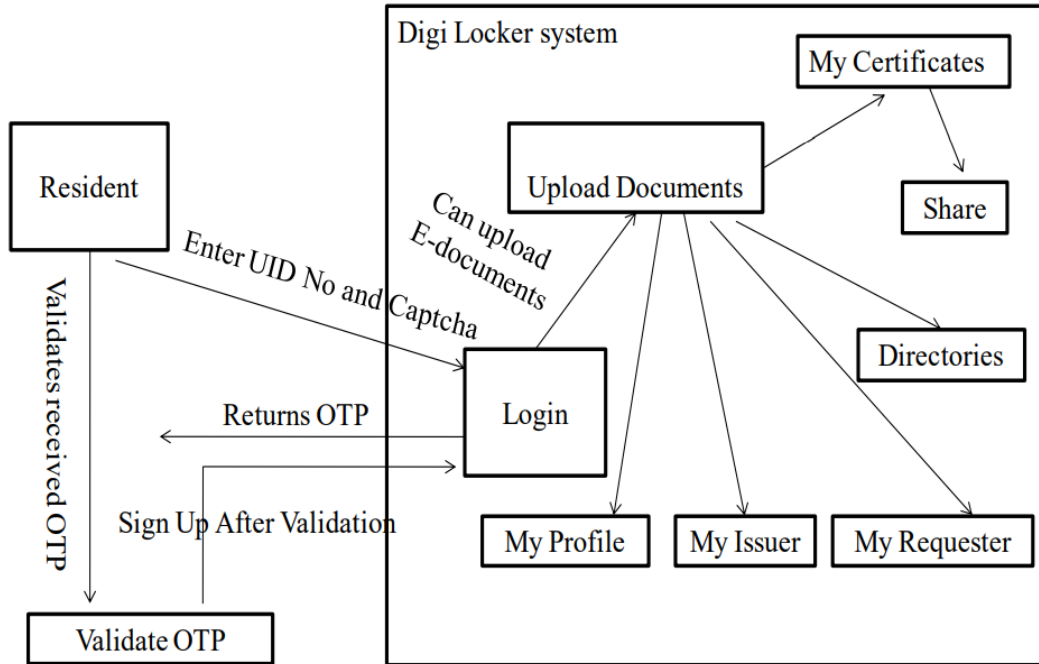 Digi Locker system
My Certificates
Resident
Upload Documents
Share
Can upload
E-documents
Enter UID No and Captcha
Validates received OTP
Directories
Login
Returns OTP
Sign Up After Validation
My Profile
My Issuer
My Requester
Validate OTP